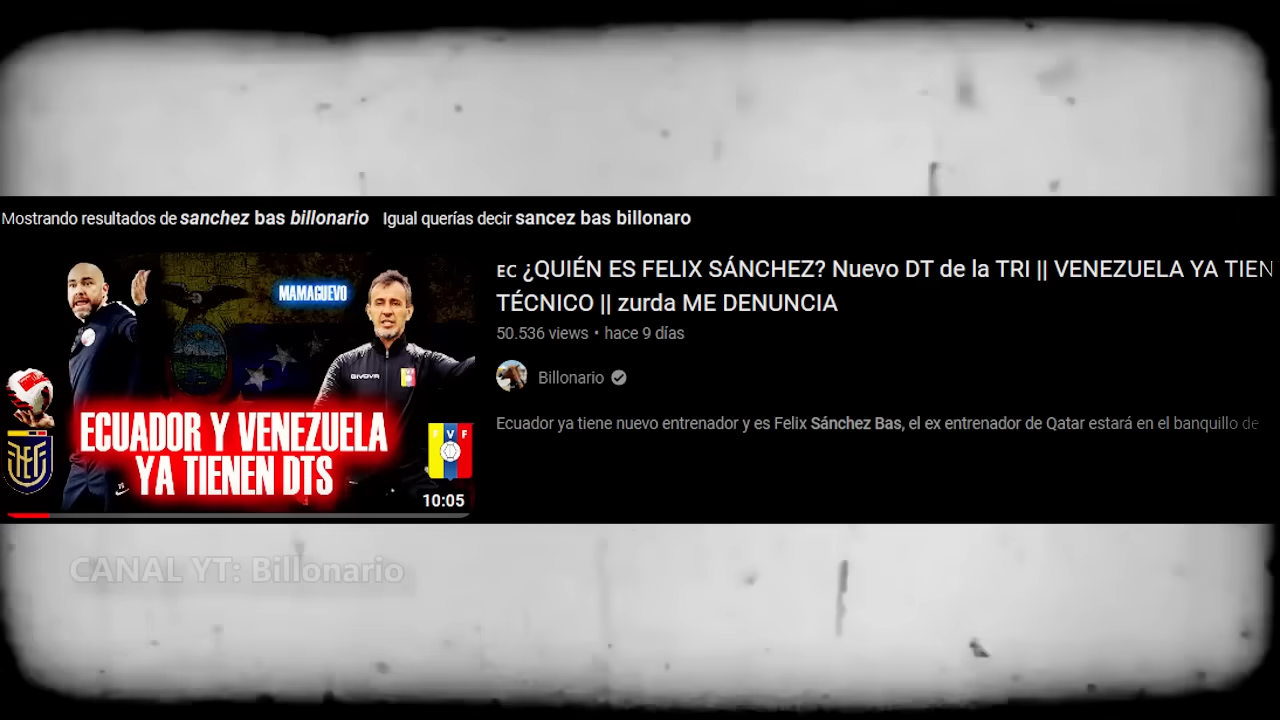 Mostrando resultados de sanchez bas billonario Igual querías decir sancez bas billonaro
MAMAGUEVO
GIVOVA
ECUADOR Y VENEZUELA
YA TIENEN DTS
FEF
F V F
10:05
EC ¿QUIÉN ES FELIX SÁNCHEZ? Nuevo DT de la TRI || VENEZUELA YA TIEN
TÉCNICO || zurda ME DENUNCIA
50.536 views • hace 9 días
Billonario
Ecuador ya tiene nuevo entrenador y es Felix Sánchez Bas, el ex entrenador de Qatar estará en el banquillo de
CANAL YT: Billonario